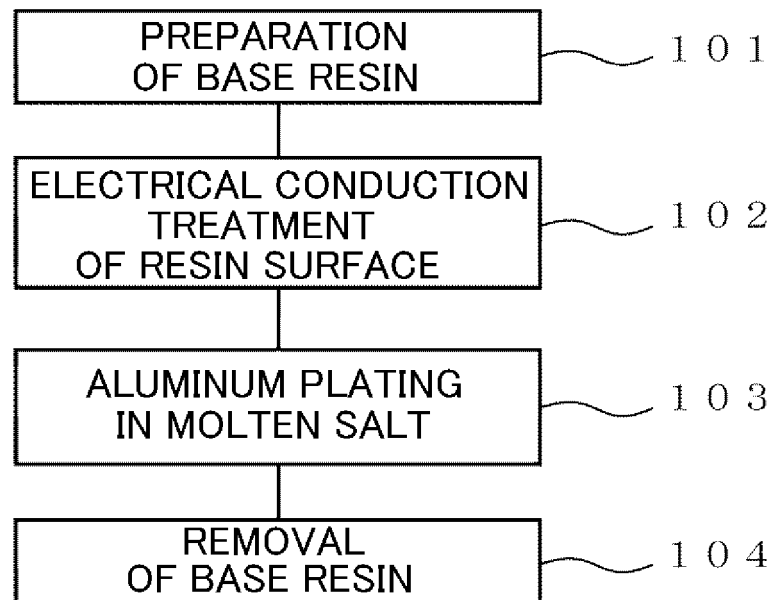 PREPARATION
OF BASE RESIN
101
ELECTRICAL CONDUCTION
TREATMENT
OF RESIN SURFACE
102
ALUMINUM PLATING
IN MOLTEN SALT
103
REMOVAL
OF BASE RESIN
104